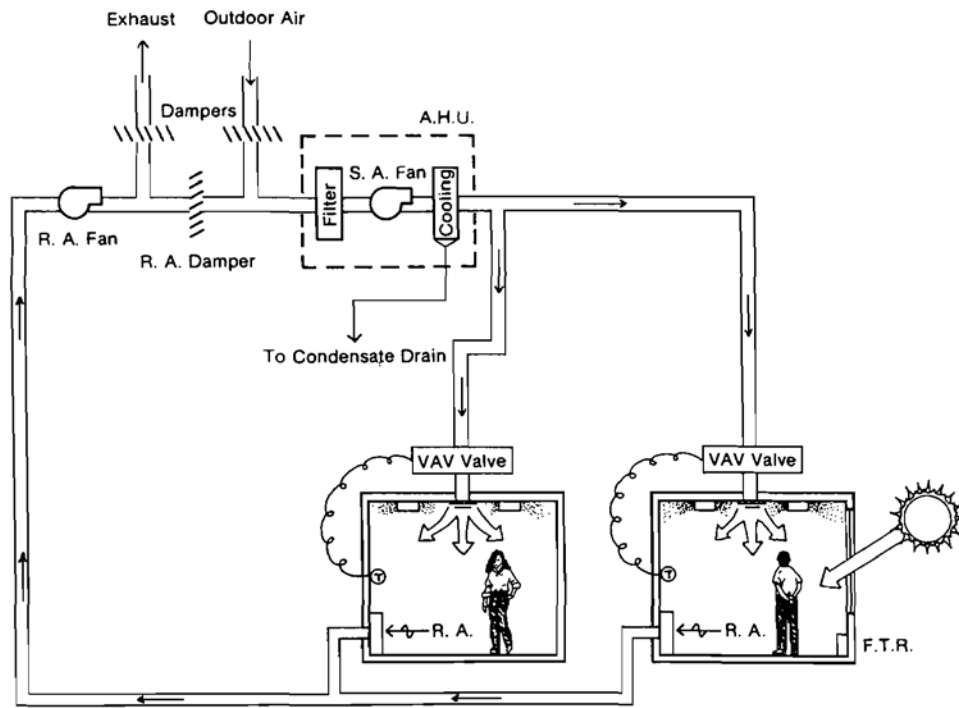 Exhaust
Outdoor Air
Dampers
A.H.U.
S. A. Fan
Filter
Cooling
R. A. Fan
R. A. Damper
To Condensate Drain
VAV Valve
VAV Valve
T
T
R. A.
R. A.
F.T.R.